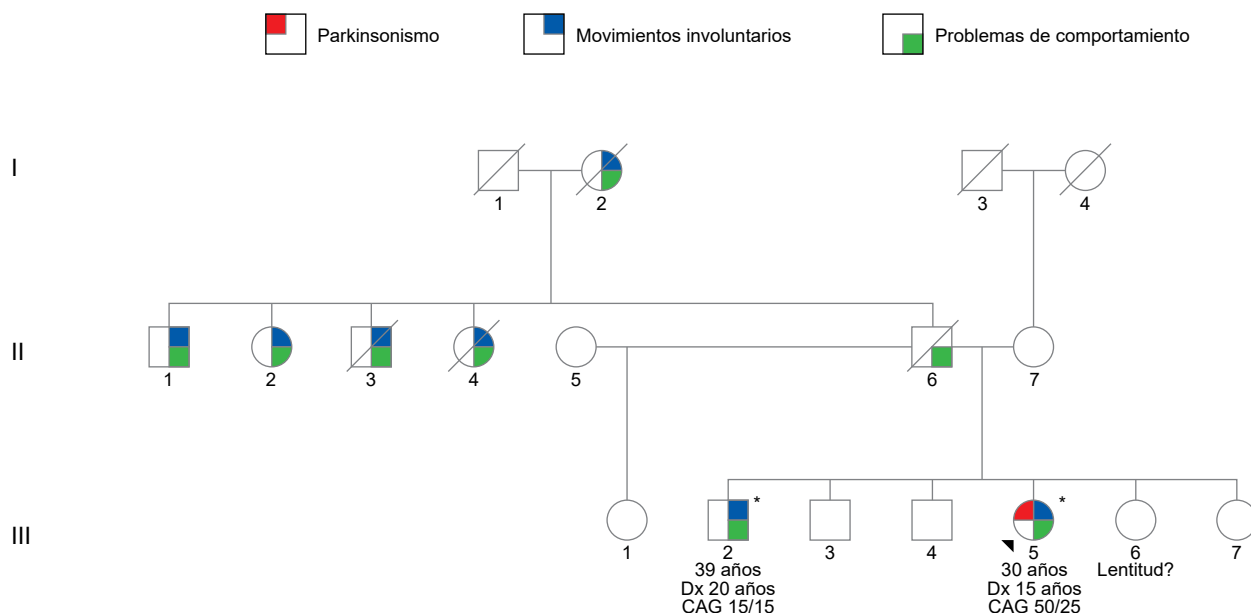 Parkinsonismo
Movimientos involuntarios
Problemas de comportamiento
I
1
2
3
4
II
1
2
3
4
5
6
7
III
1
2
3
4
5
6
7
*
*
39 años
Dx 20 años
CAG 15/15
30 años
Dx 15 años
CAG 50/25
Lentitud?